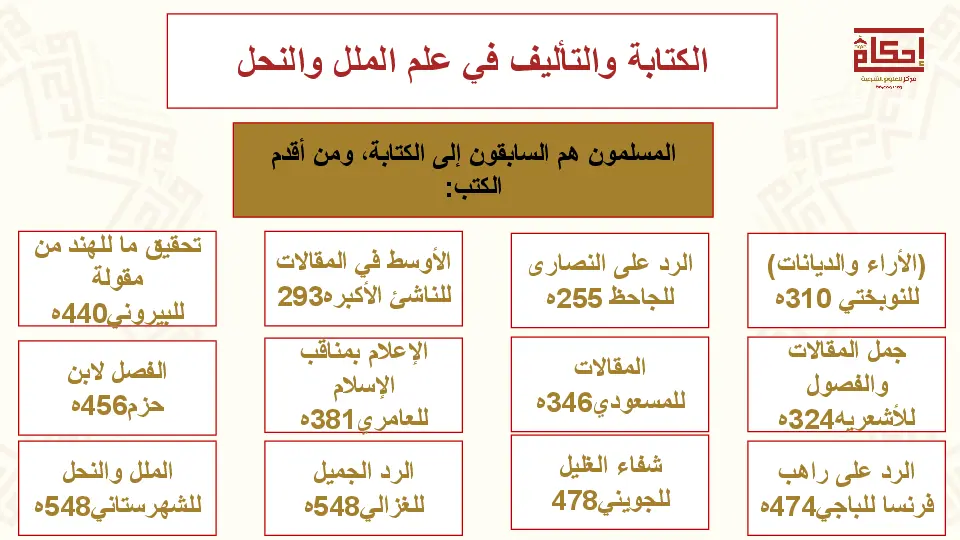 الكتابة والتأليف في علم الملل والنحل
إحكام
مركز للعلوم الشرعية
المسلمون هم السابقون إلى الكتابة، ومن أقدم
الكتب:
(الأراء والديانات)
للنوبختي 310ه
الرد على النصارى
للجاحظ 255ه
الأوسط في المقالات
للناشئ الأكبره293
تحقيق ما للهند من
مقولة
للبيروني440ه
جمل المقالات
والفصول
للأشعريه324ه
المقالات
للمسعودي346ه
الإعلام بمناقب
الإسلام
للعامري381ه
الفصل لابن
حزم456ه
الرد على راهب
فرنسا للباجي474ه
شفاء الغليل
للجويني478
الرد الجميل
للغزالي548ه
الملل والنحل
للشهرستاني548ه